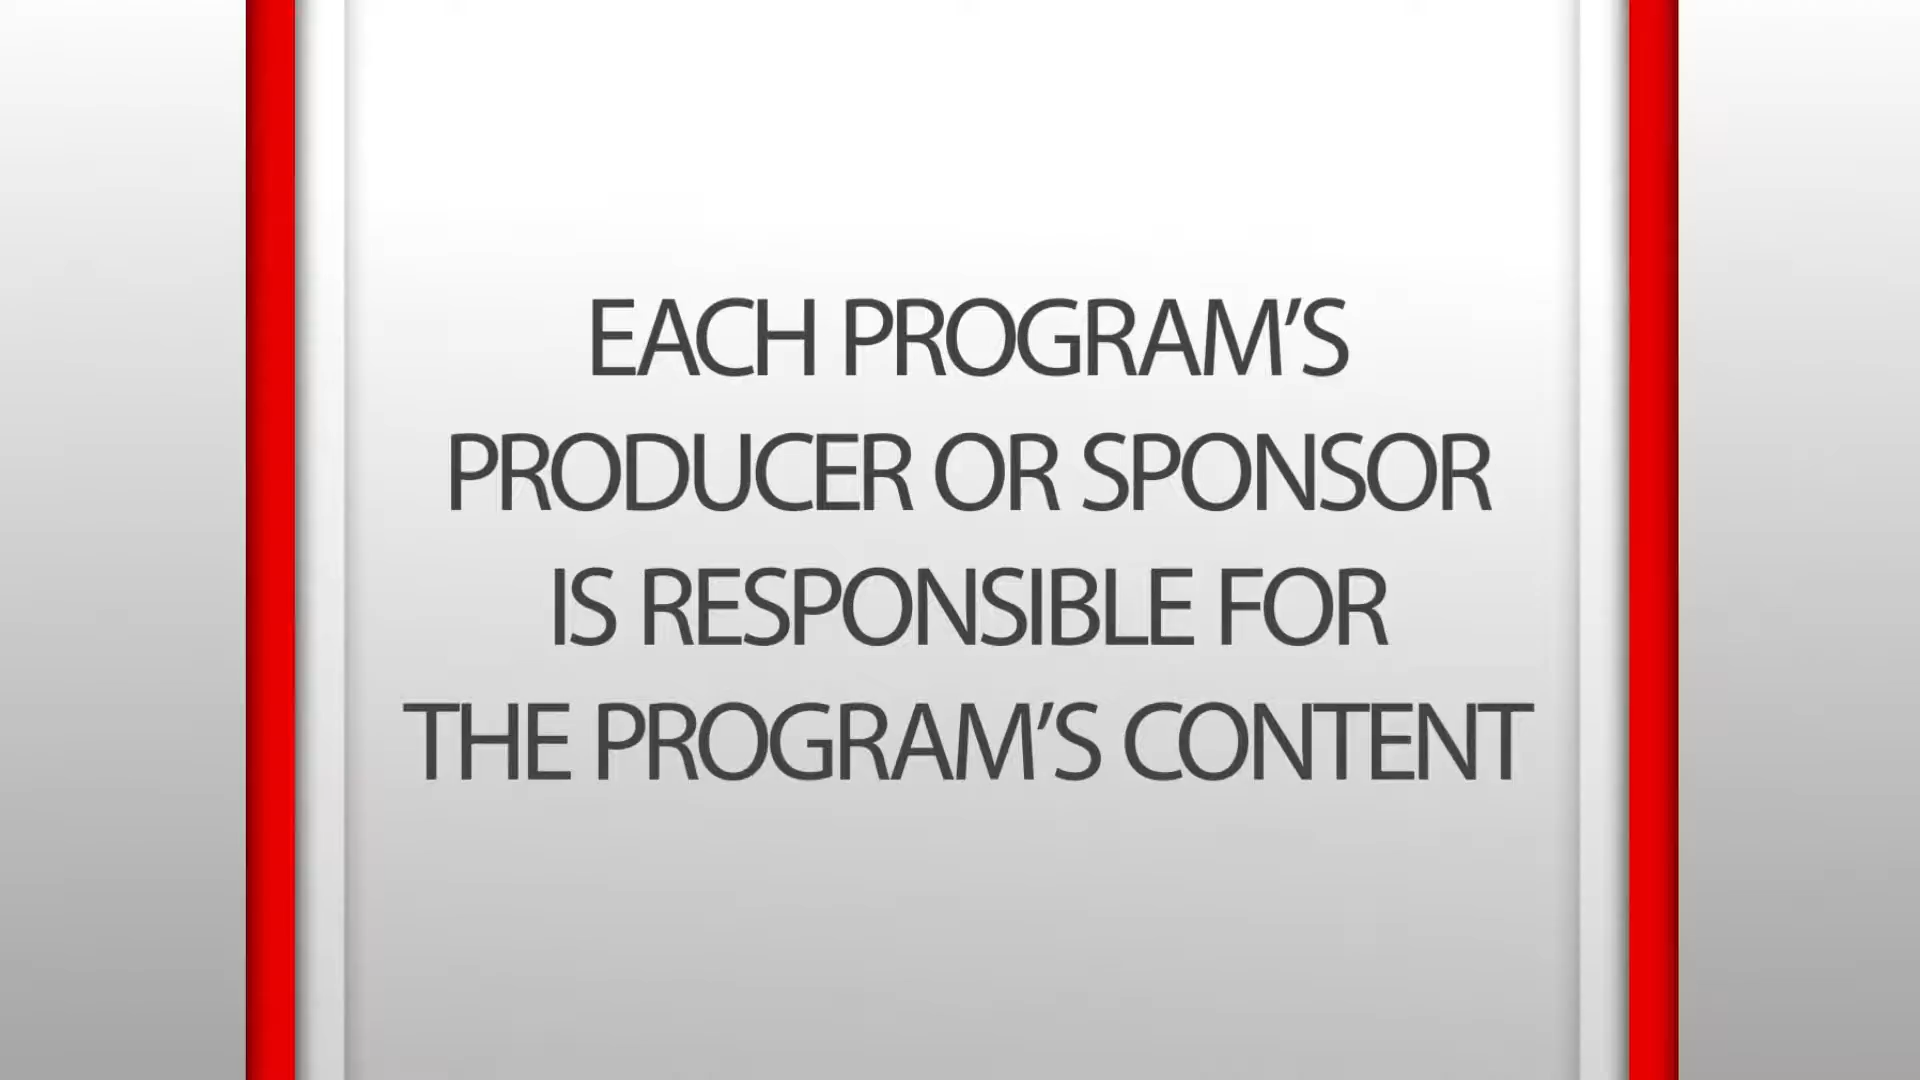 EACH PROGRAM’S
PRODUCER OR SPONSOR
IS RESPONSIBLE FOR
THE PROGRAM’S CONTENT